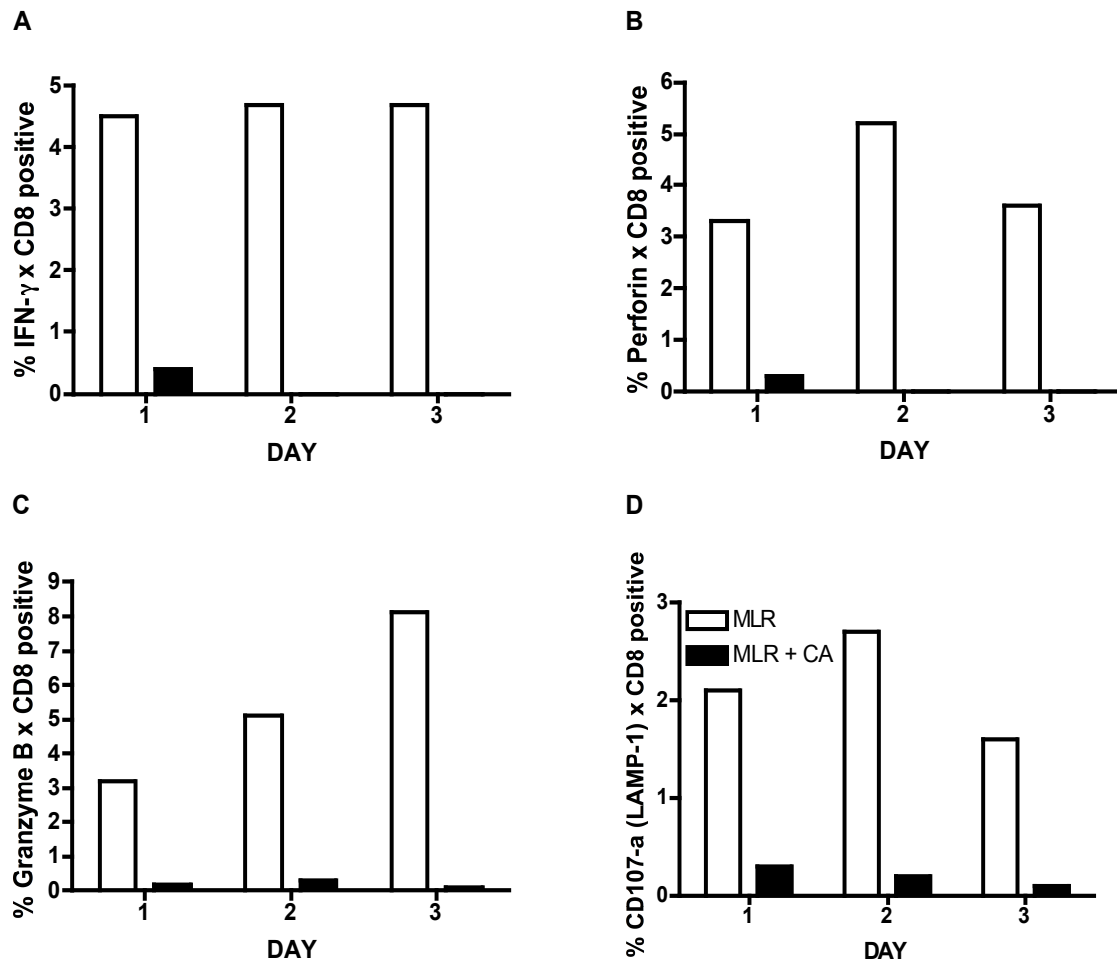 A
% IFN-γ x CD8 positive
5
4
3
2
1
0
1 2 3
DAY
B
% Perforin x CD8 positive
6
5
4
3
2
1
0
1 2 3
DAY
C
% Granzyme B x CD8 positive
9
8
7
6
5
4
3
2
1
0
1 2 3
DAY
D
% CD107-a (LAMP-1) x CD8 positive
3
2
1
0
MLR
MLR + CA
1 2 3
DAY